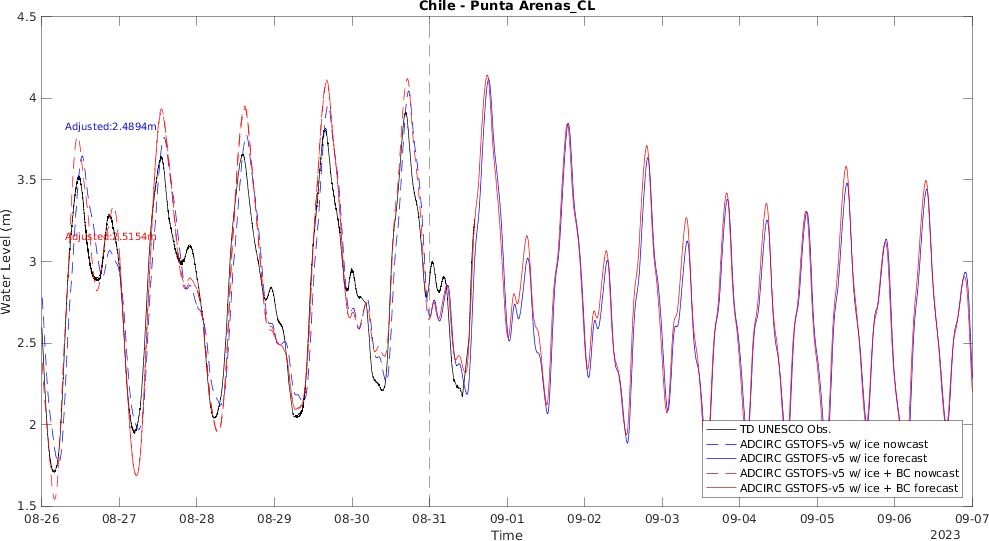 Chile - Punta Arenas_CL
4.5
4
3.5
3
2.5
2
1.5
Water Level (m)
Adjusted:2.4894m
Adjusted:2.5154m
TD UNESCO Obs.
ADCIRC GSTOFS-v5 w/ ice nowcast
ADCIRC GSTOFS-v5 w/ ice forecast
ADCIRC GSTOFS-v5 w/ ice + BC nowcast
ADCIRC GSTOFS-v5 w/ ice + BC forecast
08-26 08-27 08-28 08-29 08-30 08-31 09-01 09-02 09-03 09-04 09-05 09-06 09-07
Time
2023